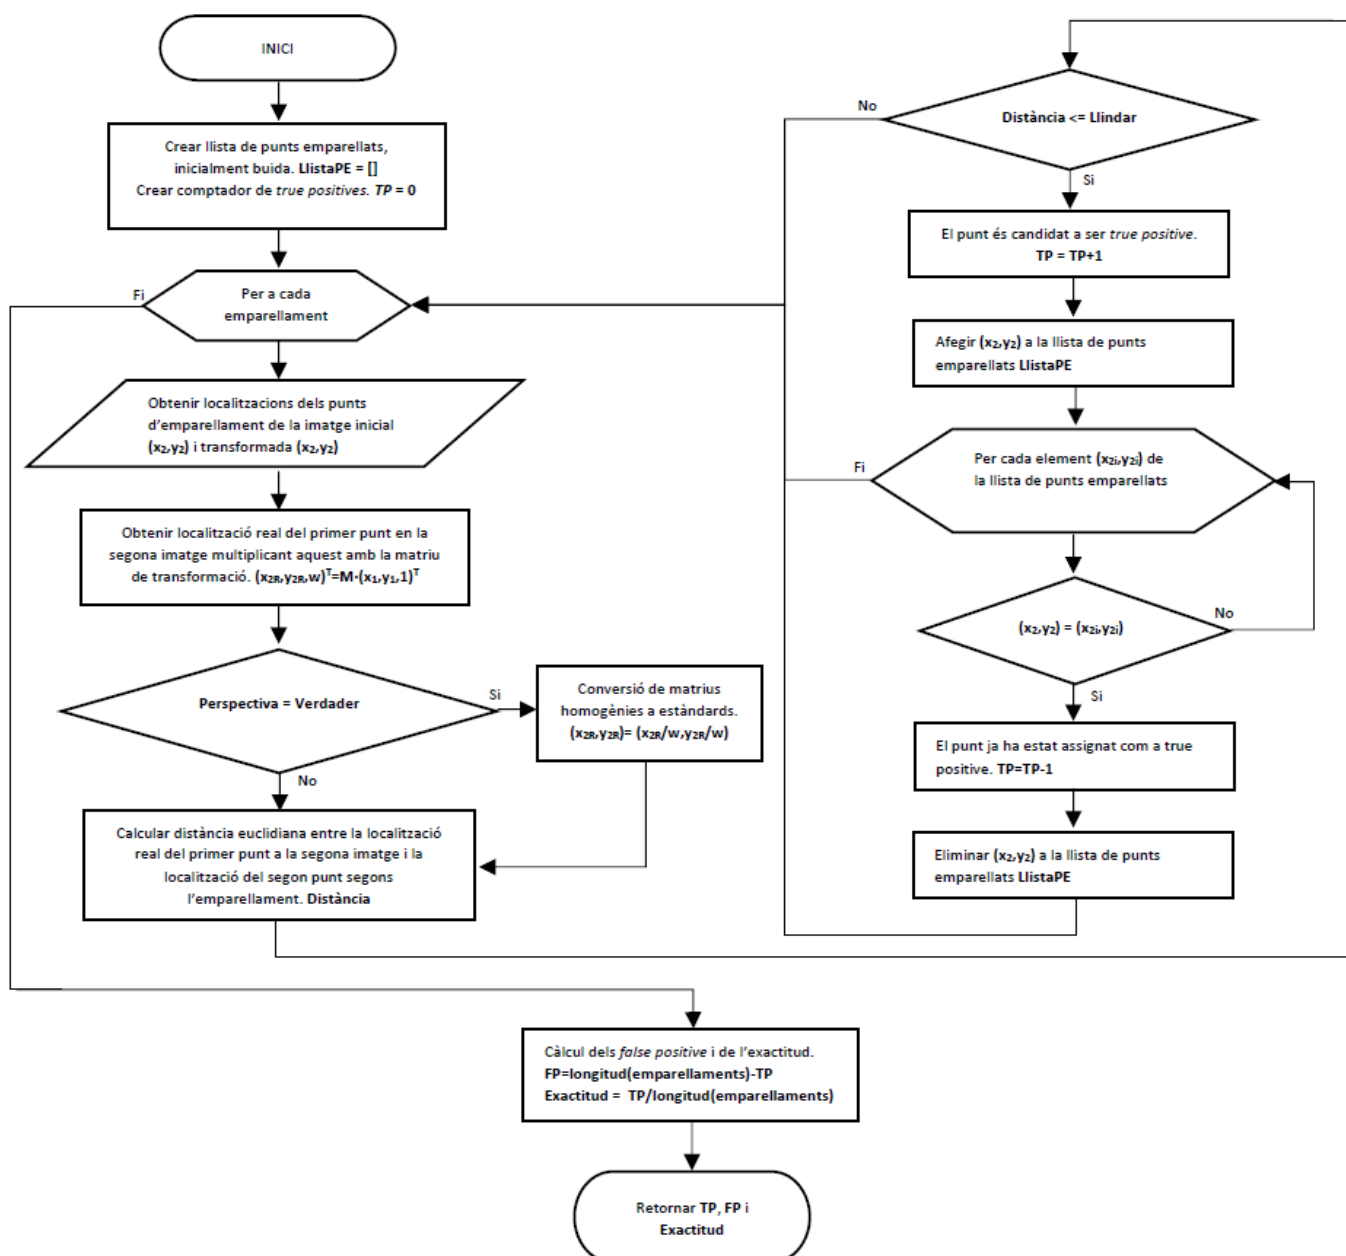 INICI
Crear llista de punts emparellats,
inicialment buida. LlistaPE = []
Crear comptador de true positives. TP = 0
Fi
Per a cada
emparellament
Obtenir localitzacions dels punts
d'emparellament de la imatge inicial
(x₂,y₂) i transformada (x₂,y₂)
Obtenir localització real del primer punt en la
segona imatge multiplicant aquest amb la matriu
de transformació. (x₂R,y₂R,w)ᵀ=M·(x₁,y₁,1)ᵀ
Perspectiva = Verdader
Si
Conversió de matrius
homogènies a estàndards.
(x₂R,y₂R)= (x₂R/w,y₂R/w)
No
Calcular distància euclidiana entre la localització
real del primer punt a la segona imatge i la
localització del segon punt segons
l'emparellament. Distància
No
Distància <= Llindar
Si
El punt és candidat a ser true positive.
TP = TP+1
Afegir (x₂,y₂) a la llista de punts
emparellats LlistaPE
Fi
Per cada element (x₂i,y₂i) de
la llista de punts emparellats
(x₂,y₂) = (x₂i,y₂i)
No
Si
El punt ja ha estat assignat com a true
positive. TP=TP-1
Eliminar (x₂,y₂) a la llista de punts
emparellats LlistaPE
Càlcul dels false positive i de l'exactitud.
FP=longitud(emparellaments)-TP
Exactitud = TP/longitud(emparellaments)
Retornar TP, FP i
Exactitud